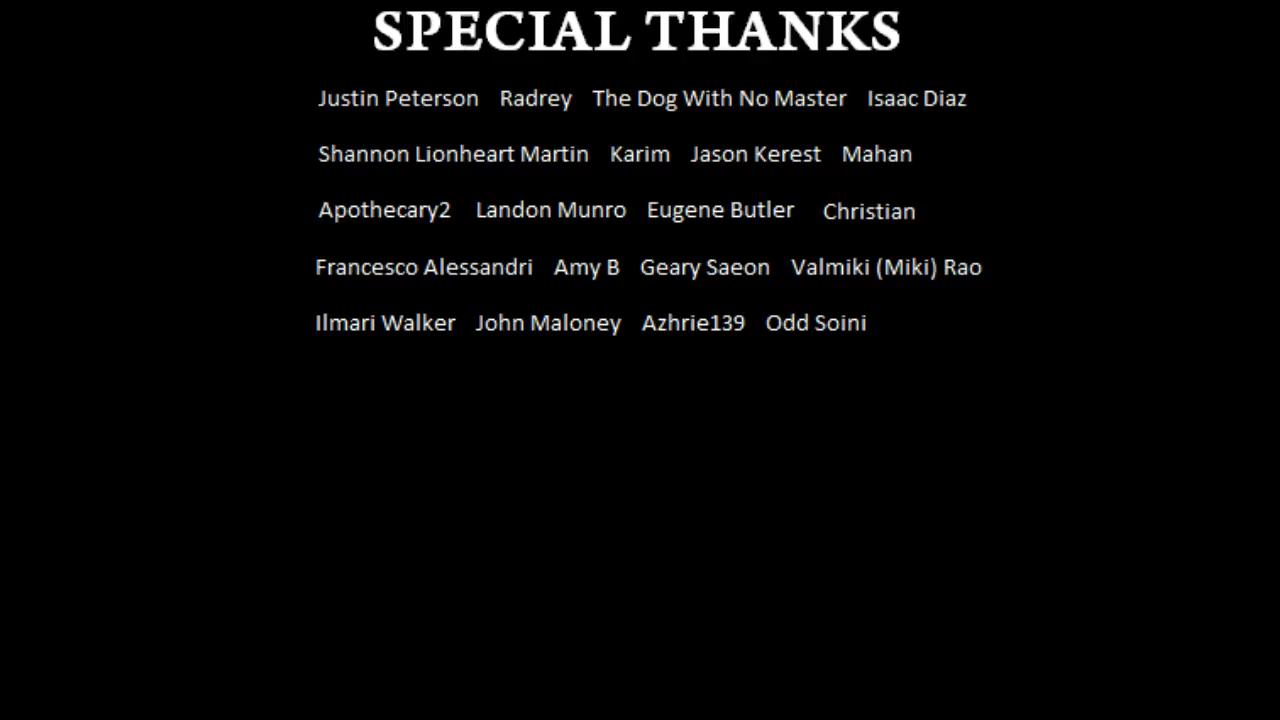 SPECIAL THANKS
Justin Peterson Radrey The Dog With No Master Isaac Diaz
Shannon Lionheart Martin Karim Jason Kerest Mahan
Apothecary2 Landon Munro Eugene Butler Christian
Francesco Alessandri Amy B Geary Saeon Valmiki (Miki) Rao
Ilmari Walker John Maloney Azhrie139 Odd Soini